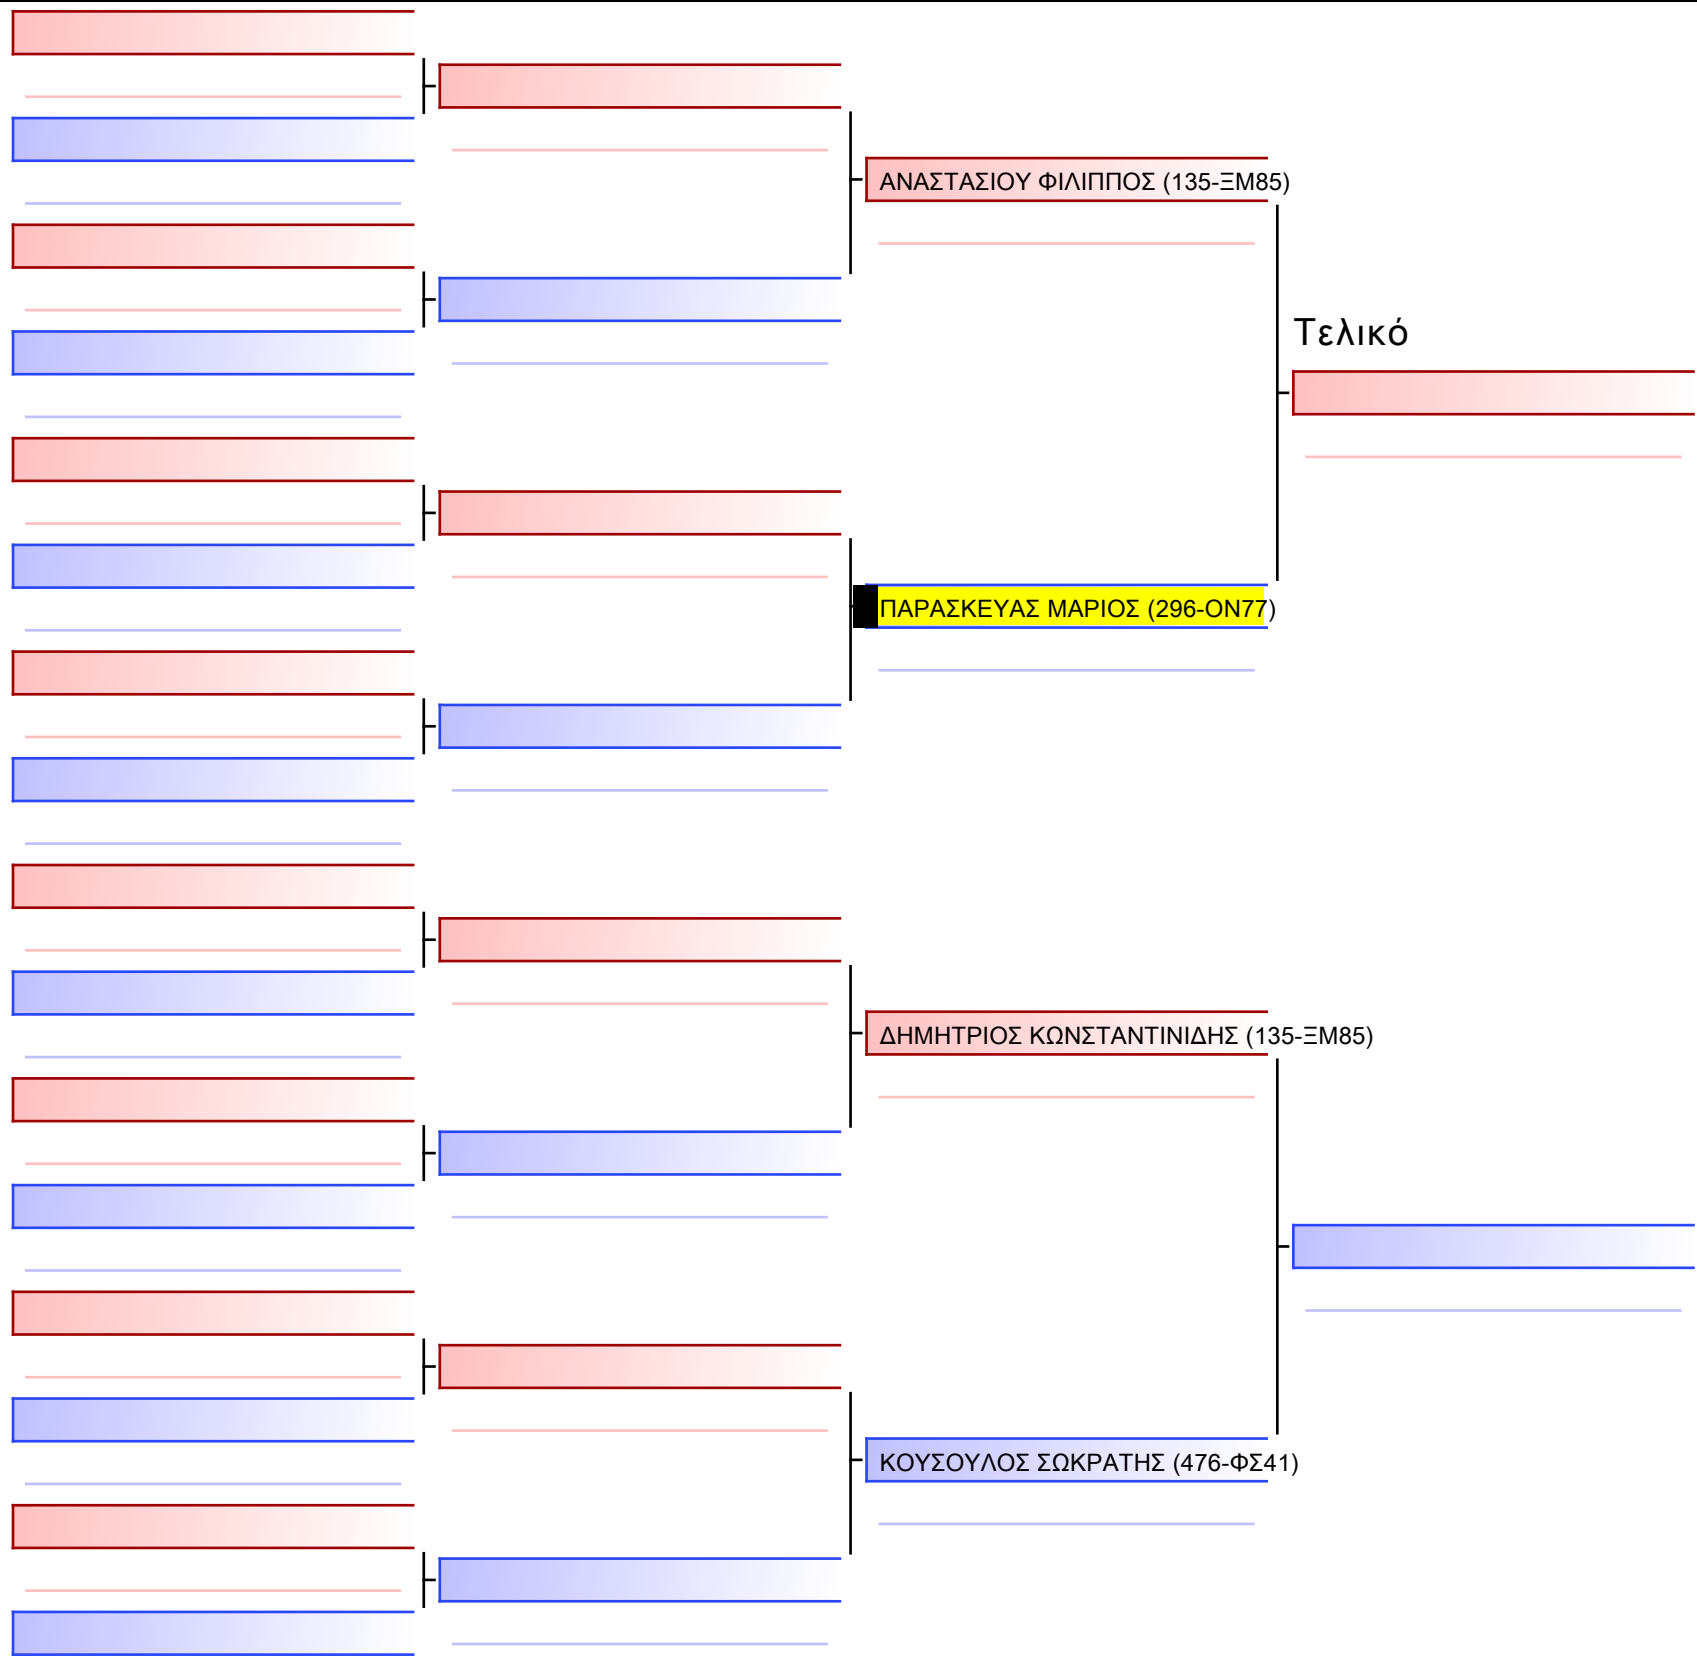 ΑΝΑΣΤΑΣΙΟΥ ΦΙΛΙΠΠΟΣ (135-ΞΜ85)
Τελικό
ΠΑΡΑΣΚΕΥΑΣ ΜΑΡΙΟΣ (296-ΟΝ77)
ΔΗΜΗΤΡΙΟΣ ΚΩΝΣΤΑΝΤΙΝΙΔΗΣ (135-ΞΜ85)
ΚΟΥΣΟΥΛΟΣ ΣΩΚΡΑΤΗΣ (476-ΦΣ41)